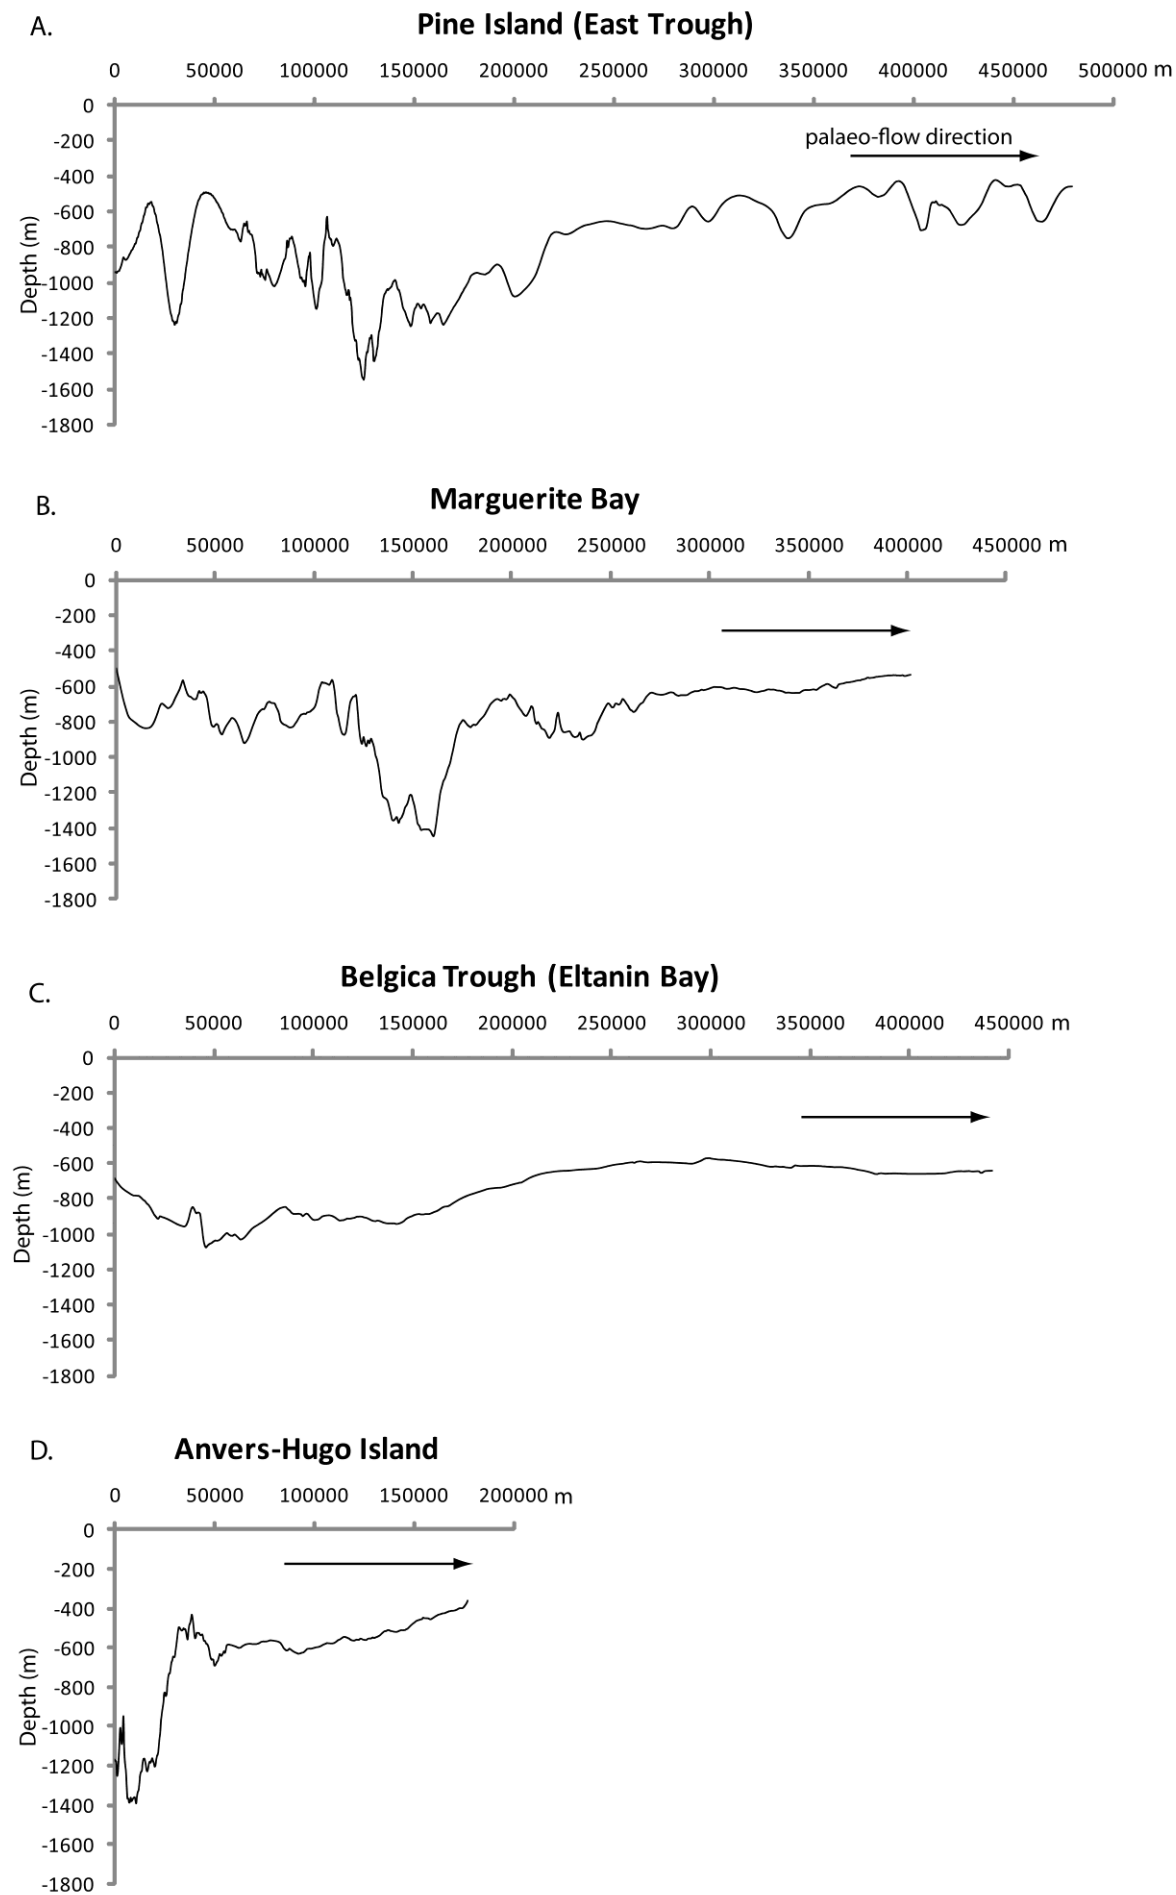 A.
Pine Island (East Trough)
0 50000 100000 150000 200000 250000 300000 350000 400000 450000 500000 m
0
palaeo-flow direction
-200
-400
-600
-800
-1000
-1200
-1400
-1600
-1800
Depth (m)
B.
Marguerite Bay
0 50000 100000 150000 200000 250000 300000 350000 400000 450000 m
0
-200
-400
-600
-800
-1000
-1200
-1400
-1600
-1800
Depth (m)
C.
Belgica Trough (Eltanin Bay)
0 50000 100000 150000 200000 250000 300000 350000 400000 450000 m
0
-200
-400
-600
-800
-1000
-1200
-1400
-1600
-1800
Depth (m)
D.
Anvers-Hugo Island
0 50000 100000 150000 200000 m
0
-200
-400
-600
-800
-1000
-1200
-1400
-1600
-1800
Depth (m)